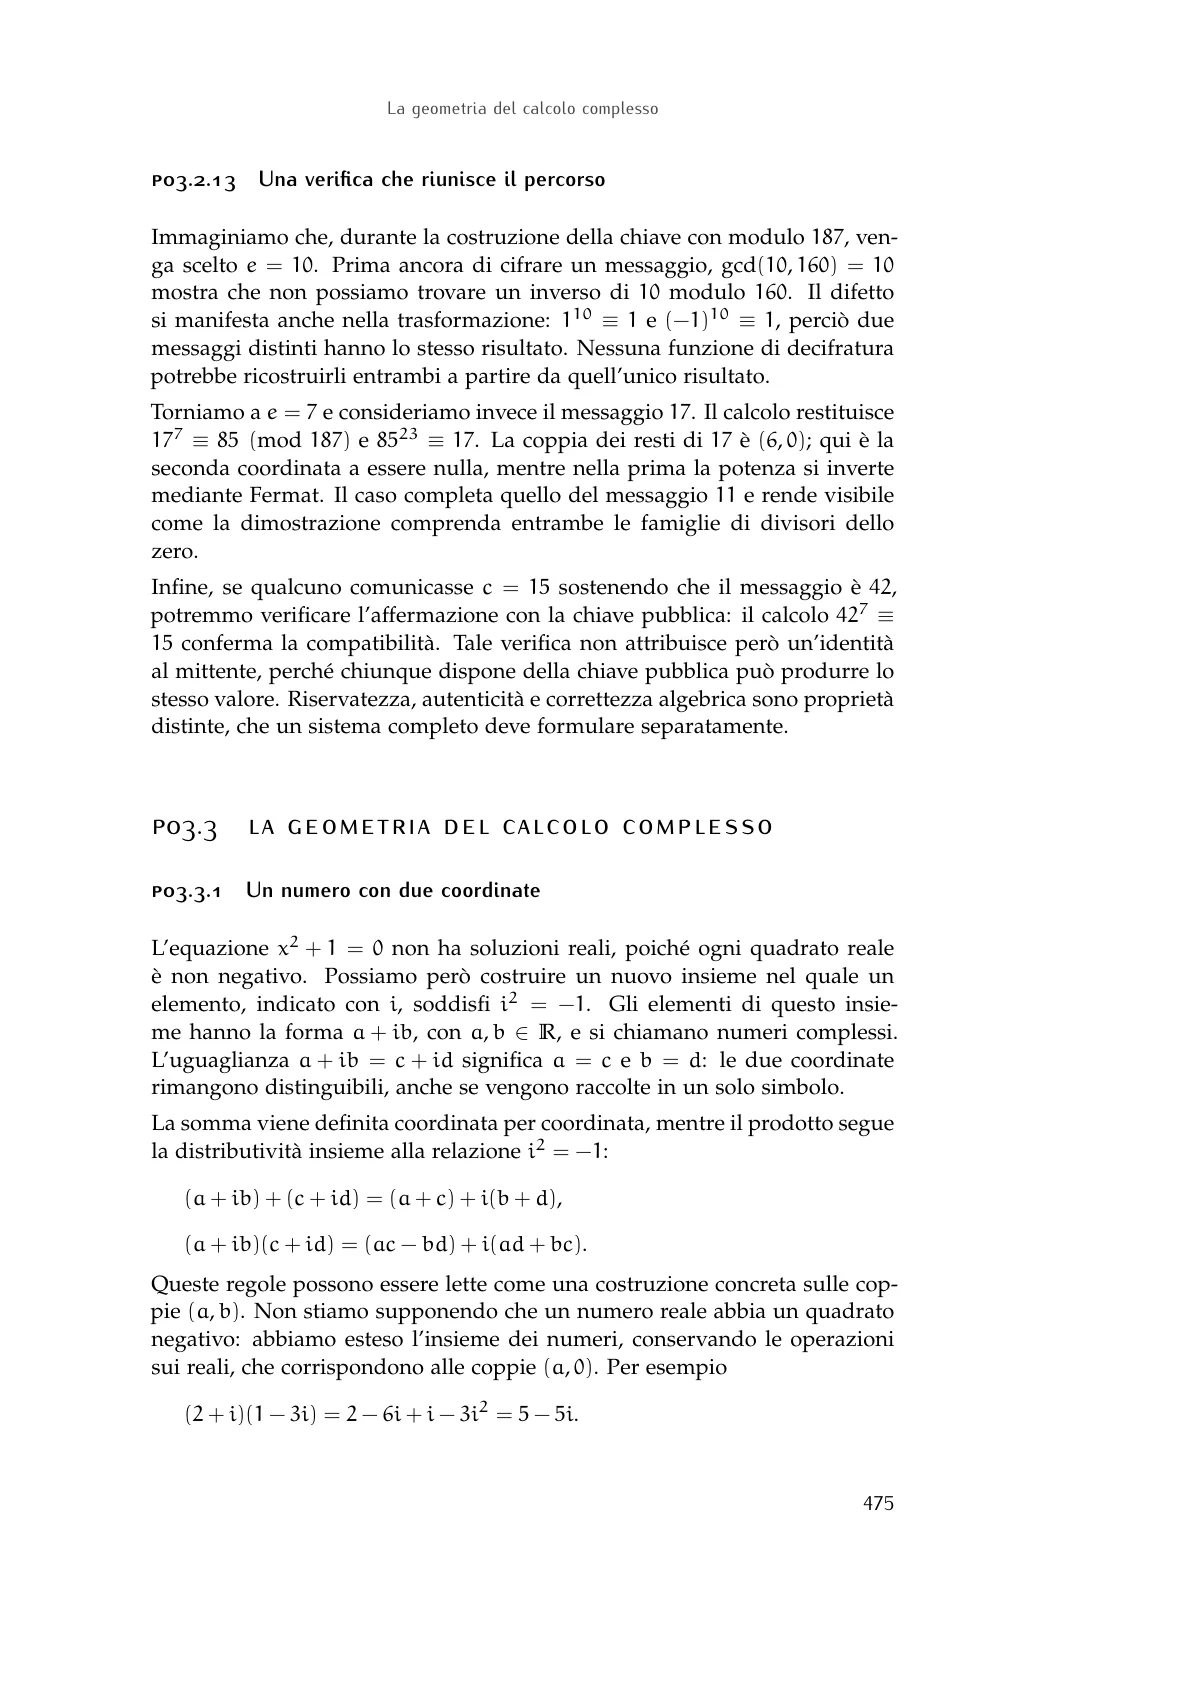 La geometria del calcolo complesso
P03.2.13 Una verifica che riunisce il percorso
Immaginiamo che, durante la costruzione della chiave con modulo 187, ven-
ga scelto e = 10. Prima ancora di cifrare un messaggio, gcd(10, 160) = 10
mostra che non possiamo trovare un inverso di 10 modulo 160. Il difetto
si manifesta anche nella trasformazione: 1¹⁰ ≡ 1 e (−1)¹⁰ ≡ 1, perciò due
messaggi distinti hanno lo stesso risultato. Nessuna funzione di decifratura
potrebbe ricostruirli entrambi a partire da quell'unico risultato.
Torniamo a e = 7 e consideriamo invece il messaggio 17. Il calcolo restituisce
17⁷ ≡ 85 (mod 187) e 85²³ ≡ 17. La coppia dei resti di 17 è (6, 0); qui è la
seconda coordinata a essere nulla, mentre nella prima la potenza si inverte
mediante Fermat. Il caso completa quello del messaggio 11 e rende visibile
come la dimostrazione comprenda entrambe le famiglie di divisori dello
zero.
Infine, se qualcuno comunicasse c = 15 sostenendo che il messaggio è 42,
potremmo verificare l'affermazione con la chiave pubblica: il calcolo 42⁷ ≡
15 conferma la compatibilità. Tale verifica non attribuisce però un'identità
al mittente, perché chiunque dispone della chiave pubblica può produrre lo
stesso valore. Riservatezza, autenticità e correttezza algebrica sono proprietà
distinte, che un sistema completo deve formulare separatamente.
P03.3 LA GEOMETRIA DEL CALCOLO COMPLESSO
P03.3.1 Un numero con due coordinate
L'equazione x² + 1 = 0 non ha soluzioni reali, poiché ogni quadrato reale
è non negativo. Possiamo però costruire un nuovo insieme nel quale un
elemento, indicato con i, soddisfi i² = −1. Gli elementi di questo insie-
me hanno la forma a + ib, con a, b ∈ ℝ, e si chiamano numeri complessi.
L'uguaglianza a + ib = c + id significa a = c e b = d: le due coordinate
rimangono distinguibili, anche se vengono raccolte in un solo simbolo.
La somma viene definita coordinata per coordinata, mentre il prodotto segue
la distributività insieme alla relazione i² = −1:
(a + ib) + (c + id) = (a + c) + i(b + d),
(a + ib)(c + id) = (ac − bd) + i(ad + bc).
Queste regole possono essere lette come una costruzione concreta sulle cop-
pie (a, b). Non stiamo supponendo che un numero reale abbia un quadrato
negativo: abbiamo esteso l'insieme dei numeri, conservando le operazioni
sui reali, che corrispondono alle coppie (a, 0). Per esempio
(2 + i)(1 − 3i) = 2 − 6i + i − 3i² = 5 − 5i.
475